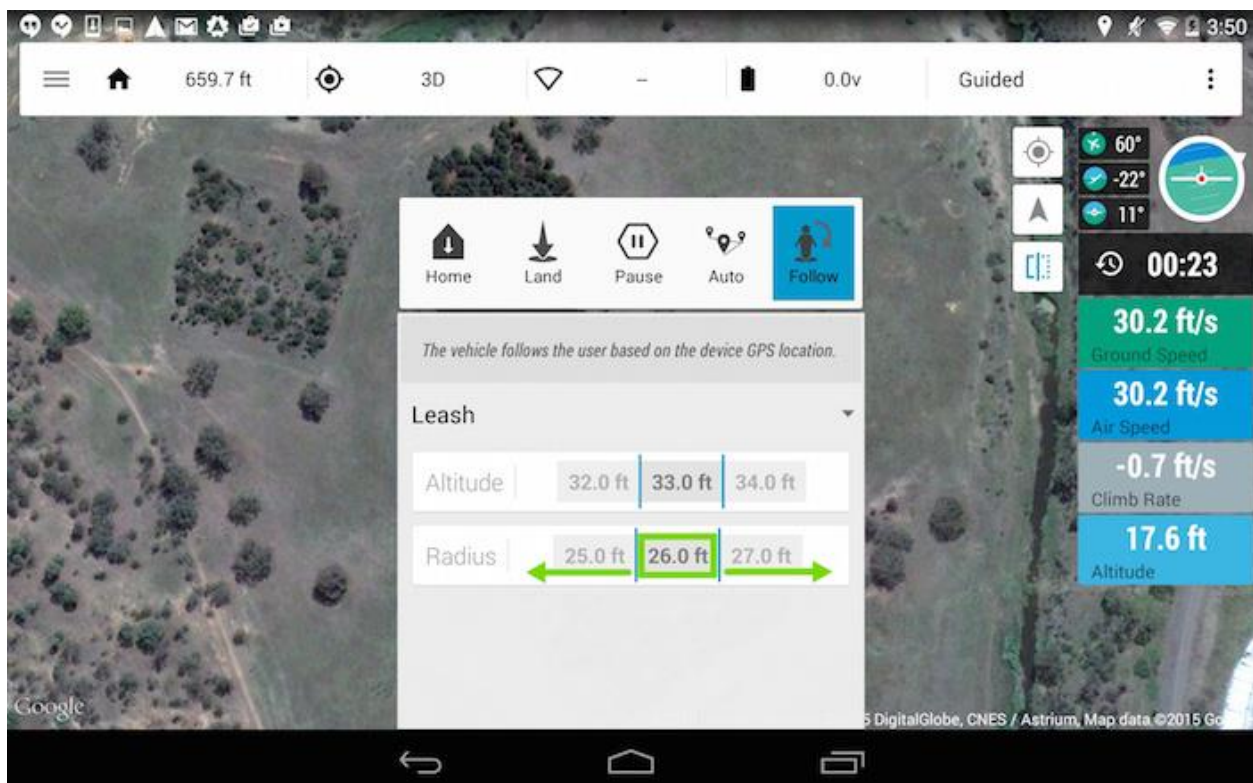 3:50
659.7 ft 3D – 0.0v Guided
60°
-22°
11°
00:23
Home Land Pause Auto Follow
The vehicle follows the user based on the device GPS location.
Leash
Altitude 32.0 ft 33.0 ft 34.0 ft
Radius 25.0 ft 26.0 ft 27.0 ft
30.2 ft/s
Ground Speed
30.2 ft/s
Air Speed
-0.7 ft/s
Climb Rate
17.6 ft
Altitude
Google
5 DigitalGlobe, CNES / Astrium, Map data ©2015 Go